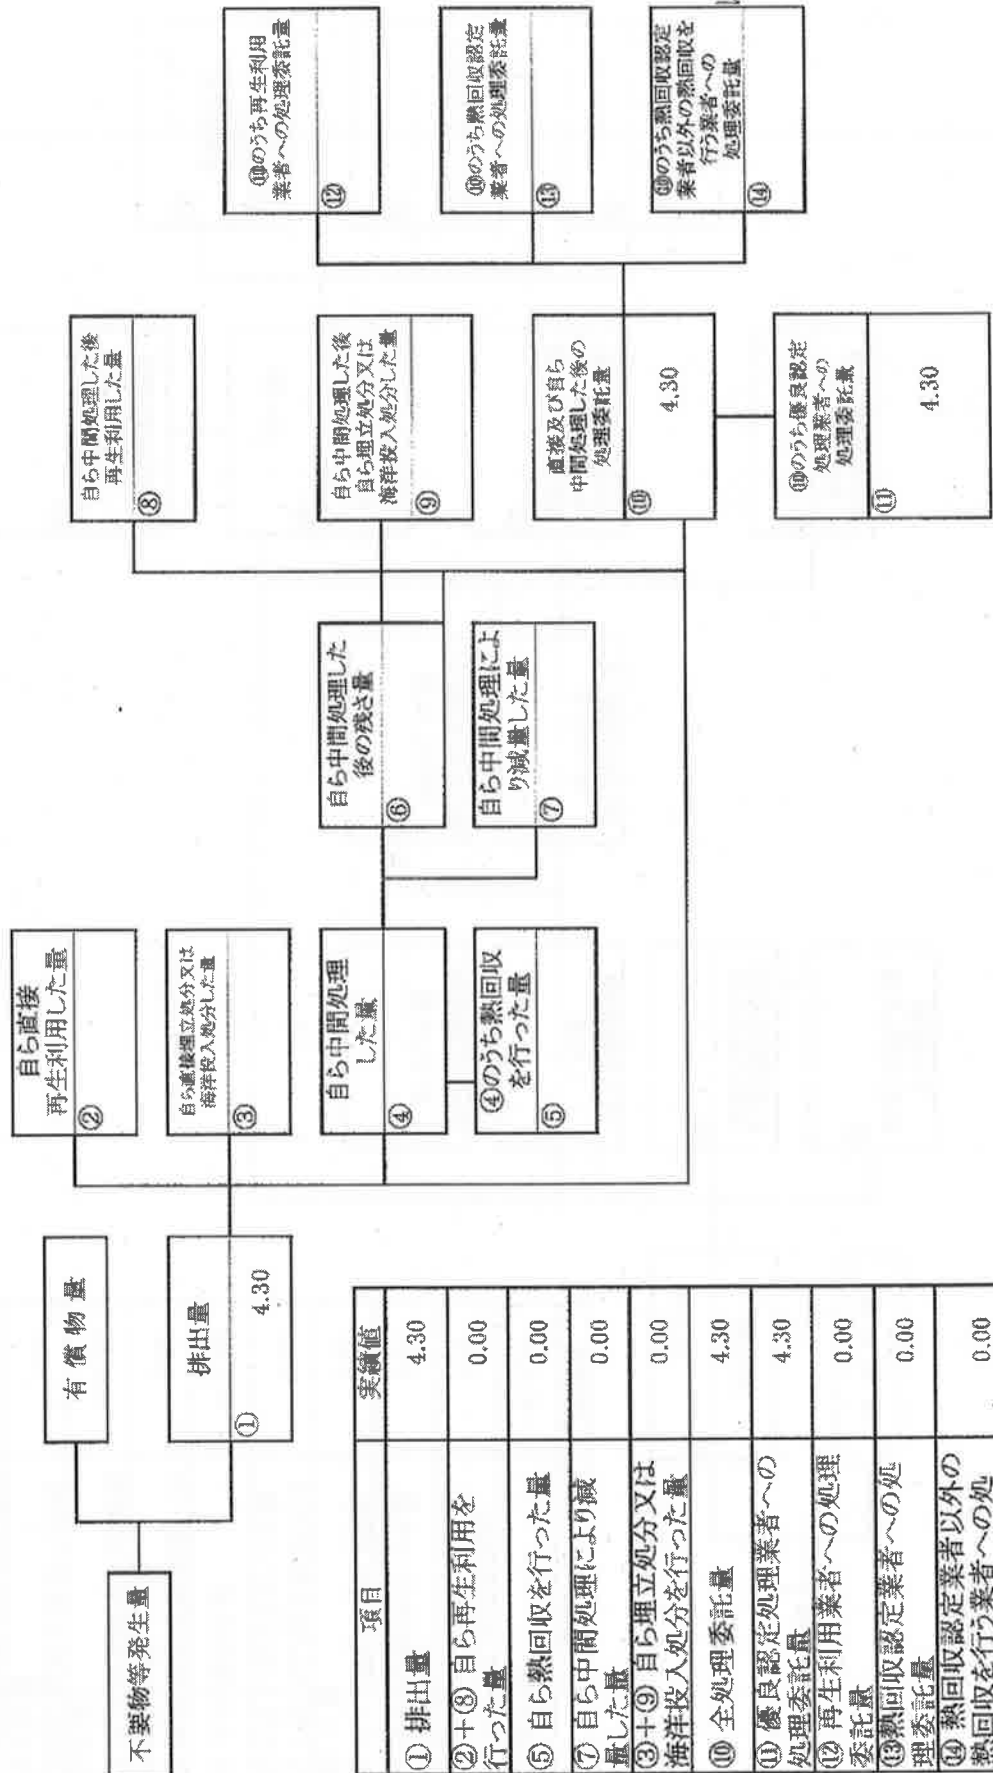 不要物等発生量
有償物量
排出量
①
4.30
自ら直接
再生利用した量
②
自ら直接埋立処分又は
海洋投入処分した量
③
自ら中間処理
した量
④
④のうち熱回収
を行った量
⑤
自ら中間処理した
後の残さ量
⑥
自ら中間処理によ
り減量した量
⑦
自ら中間処理した後
再生利用した量
⑧
自ら中間処理した後
自ら埋立処分又は
海洋投入処分した量
⑨
直接及び自ら
中間処理した後の
処理委託量
⑩
4.30
⑩のうち優良認定
処理業者への
処理委託量
⑪
4.30
⑩のうち再生利用
業者への処理委託量
⑫
⑩のうち熱回収認定
業者への処理委託量
⑬
⑩のうち熱回収認定
業者以外の熱回収を
行う業者への
処理委託量
⑭
項目 実績値
① 排出量 4.30
②+⑧ 自ら再生利用を
行った量 0.00
⑤ 自ら熱回収を行った量 0.00
⑦ 自ら中間処理により減
量した量 0.00
③+⑨ 自ら埋立処分又は
海洋投入処分を行った量 0.00
⑩ 全処理委託量 4.30
⑪ 優良認定処理業者への
処理委託量 4.30
⑫ 再生利用業者への処理
委託量 0.00
⑬熱回収認定業者への処
理委託量 0.00
⑭ 熱回収認定業者以外の
熱回収を行う業者への処 0.00